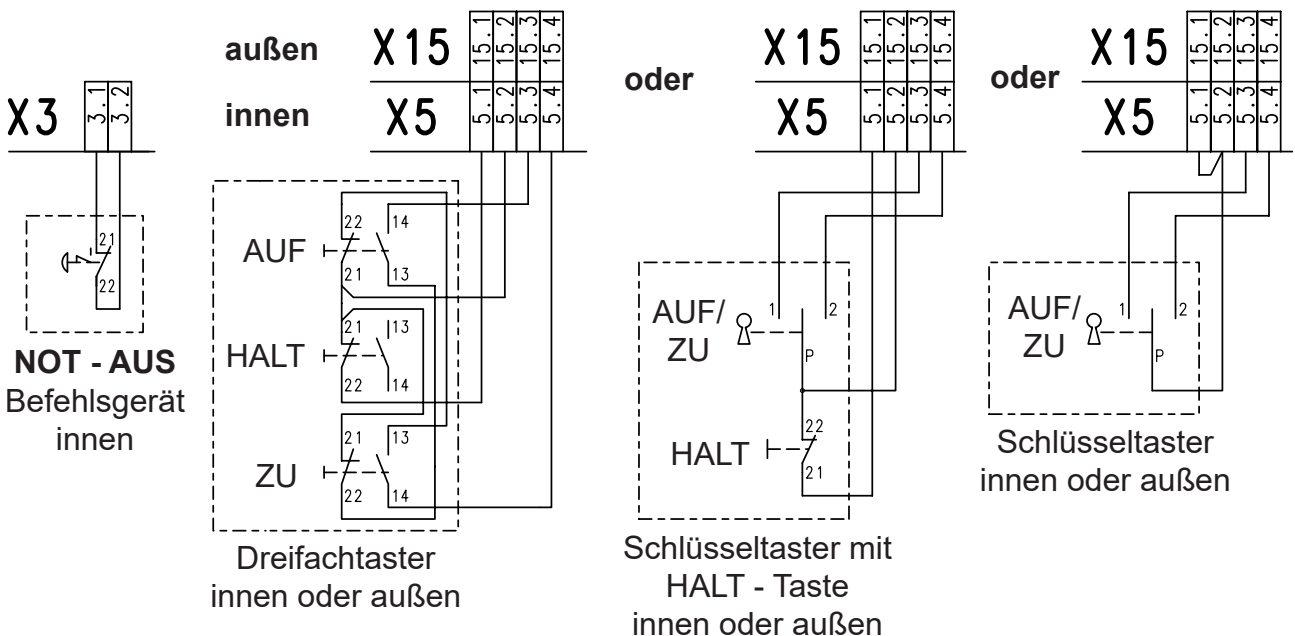 X3
3.1
3.2
21
22
NOT - AUS
Befehlsgerät
innen
außen
X15
15.1
15.2
15.3
15.4
innen
X5
5.1
5.2
5.3
5.4
AUF
22
14
21
13
HALT
21
13
22
14
ZU
21
13
22
14
Dreifachtaster
innen oder außen
oder
X15
15.1
15.2
15.3
15.4
X5
5.1
5.2
5.3
5.4
AUF/
ZU
1
2
P
HALT
22
21
Schlüsseltaster mit
HALT - Taste
innen oder außen
oder
X15
15.1
15.2
15.3
15.4
X5
5.1
5.2
5.3
5.4
AUF/
ZU
1
2
P
Schlüsseltaster
innen oder außen